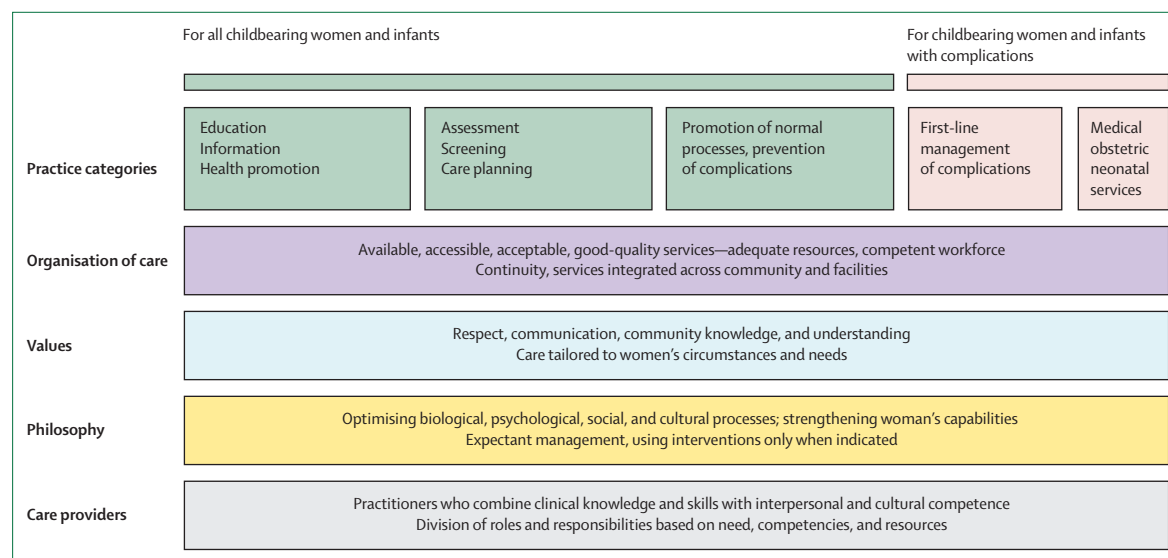 For all childbearing women and infants
For childbearing women and infants
with complications
Practice categories
Education
Information
Health promotion
Assessment
Screening
Care planning
Promotion of normal
processes, prevention
of complications
First-line
management
of complications
Medical
obstetric
neonatal
services
Organisation of care
Available, accessible, acceptable, good-quality services—adequate resources, competent workforce
Continuity, services integrated across community and facilities
Values
Respect, communication, community knowledge, and understanding
Care tailored to women's circumstances and needs
Philosophy
Optimising biological, psychological, social, and cultural processes; strengthening woman's capabilities
Expectant management, using interventions only when indicated
Care providers
Practitioners who combine clinical knowledge and skills with interpersonal and cultural competence
Division of roles and responsibilities based on need, competencies, and resources